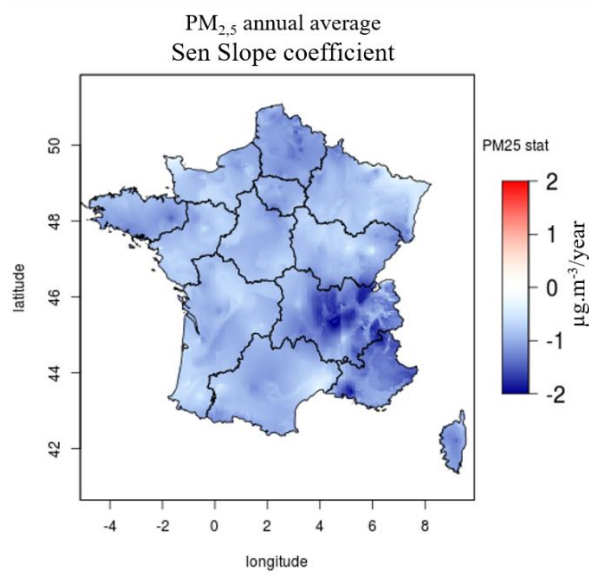 PM2,5 annual average
Sen Slope coefficient
PM25 stat
2
1
0
-1
-2
µg.m-3/year
latitude
50
48
46
44
42
-4 -2 0 2 4 6 8
longitude